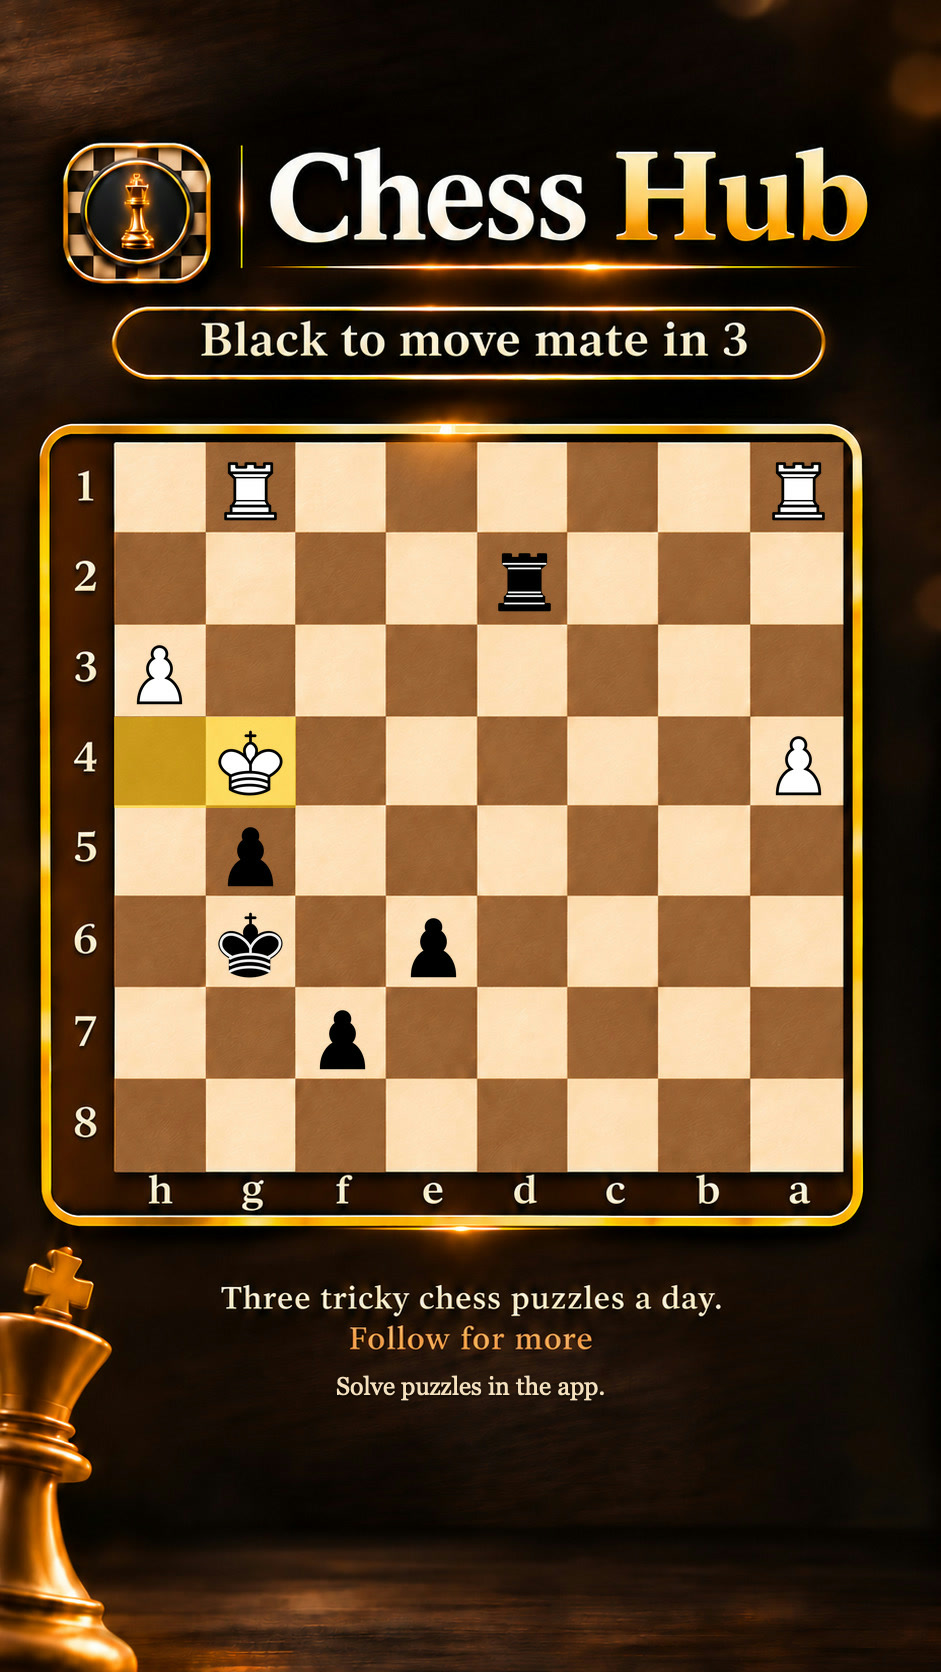 Chess Hub
Black to move mate in 3
1
2
3
4
5
6
7
8
h g f e d c b a
Three tricky chess puzzles a day.
Follow for more
Solve puzzles in the app.